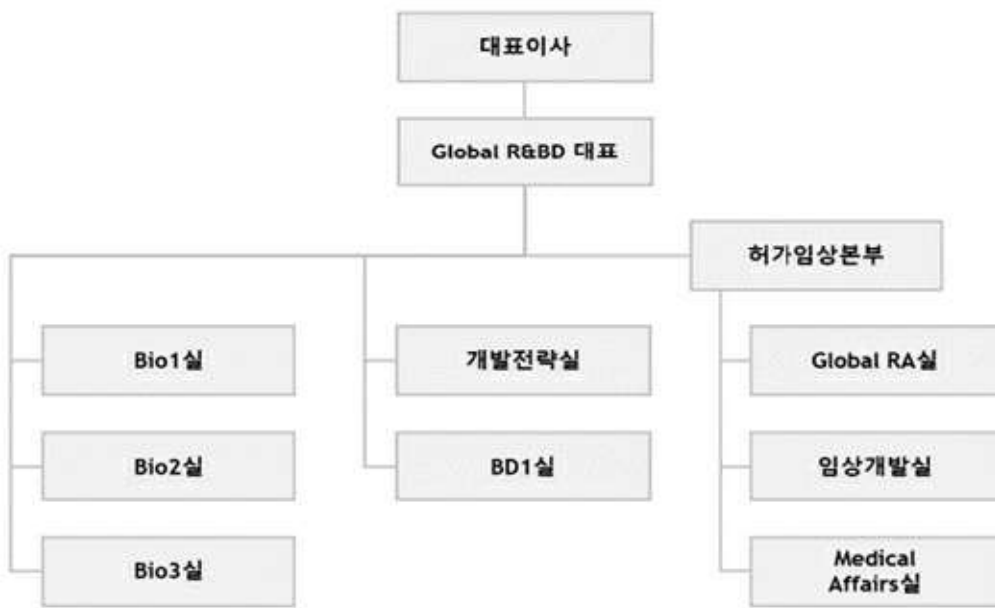 대표이사
Global R&BD 대표
허가임상본부
Bio1실
개발전략실
Global RA실
Bio2실
BD1실
임상개발실
Bio3실
Medical
Affairs실